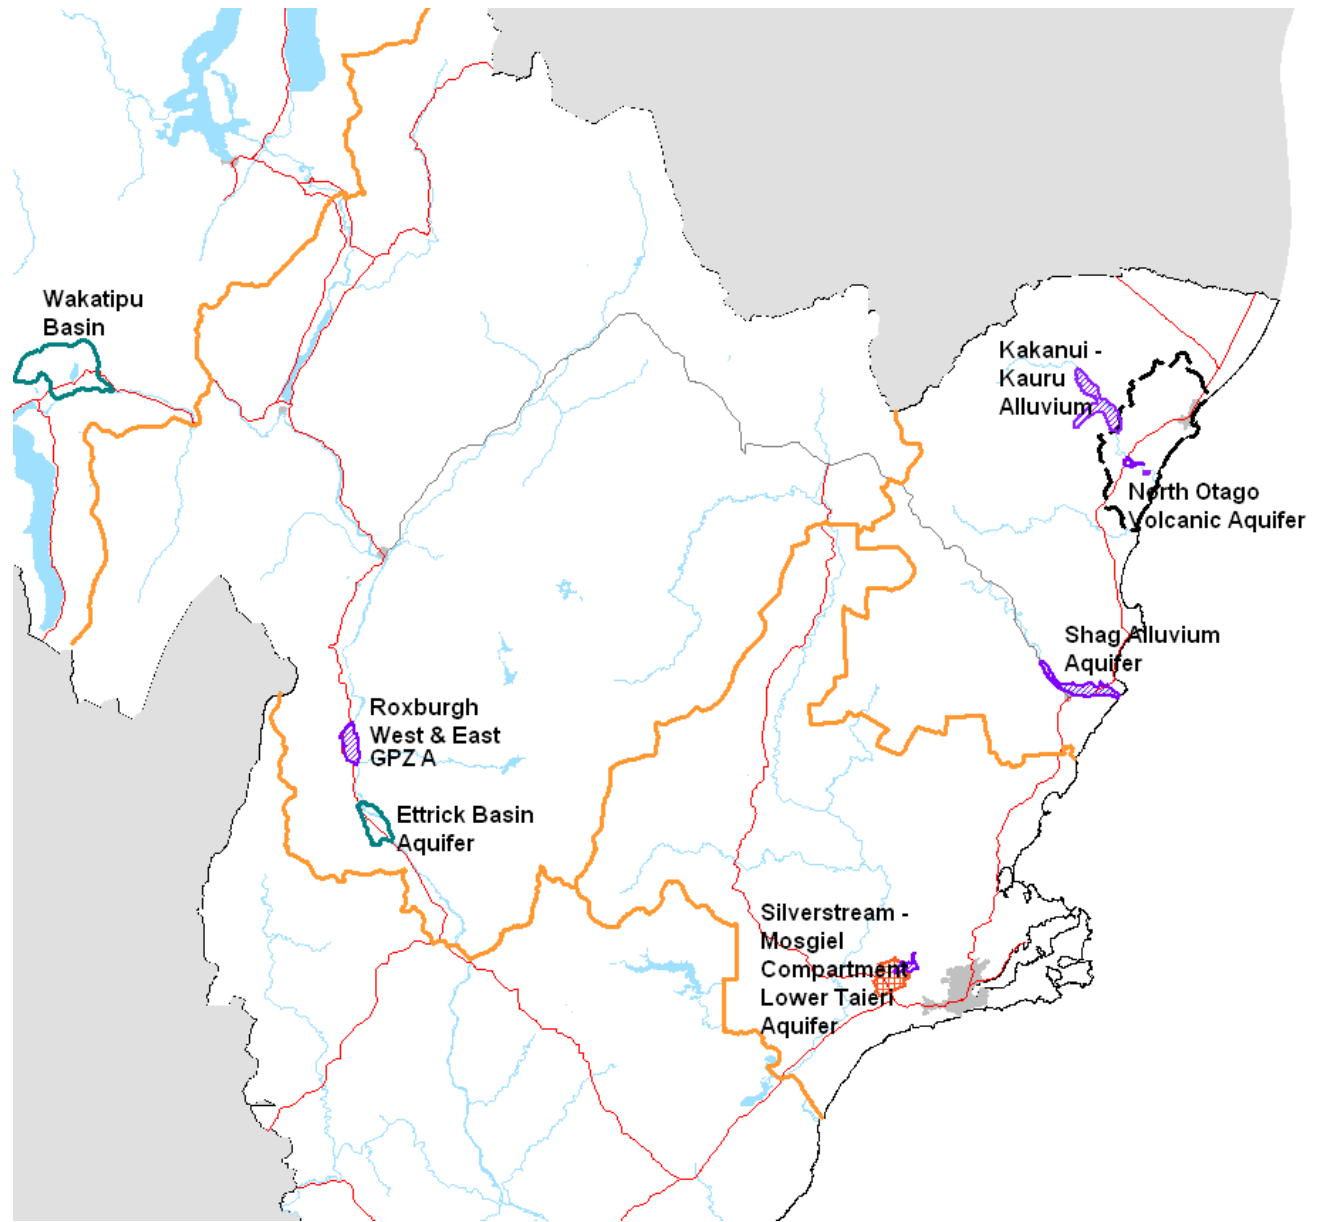 Wakatipu
Basin
Kakanui -
Kauru
Alluvium
North Otago
Volcanic Aquifer
Shag Alluvium
Aquifer
Roxburgh
West & East
GPZ A
Ettrick Basin
Aquifer
Silverstream -
Mosgiel
Compartment
Lower Taieri
Aquifer